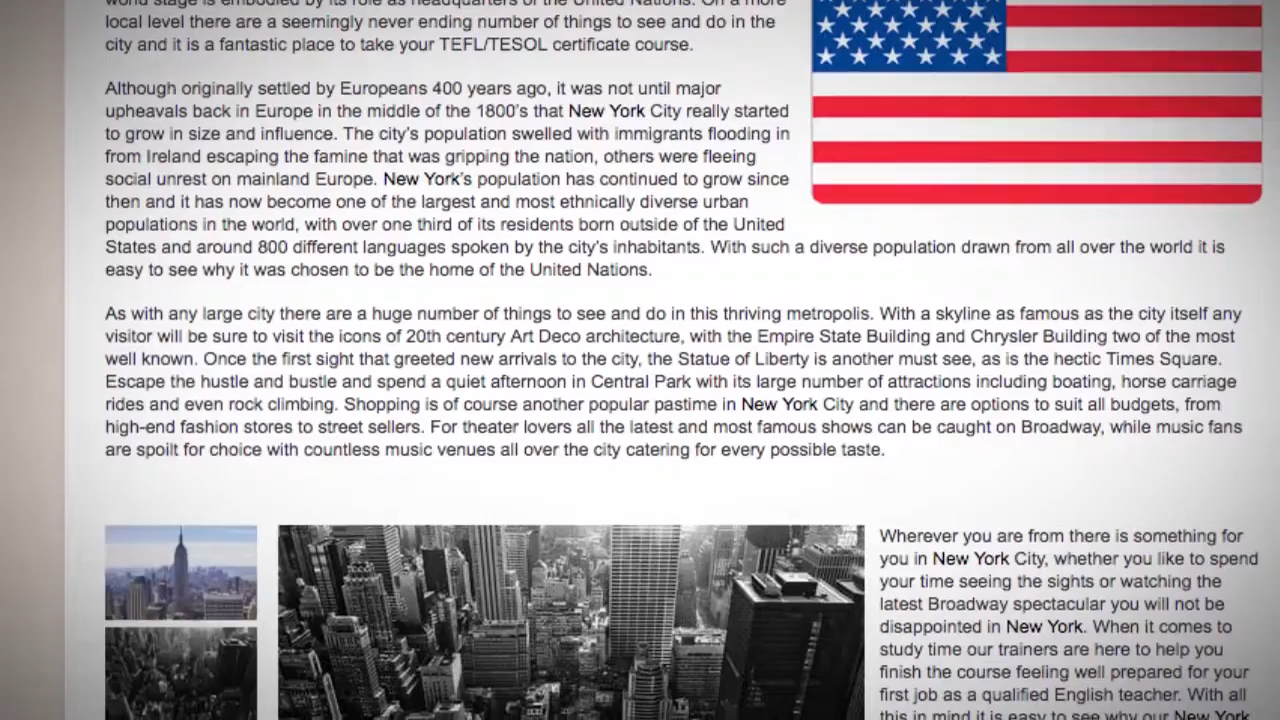 world stage is embodied by its role as headquarters of the United Nations. On a more
local level there are a seemingly never ending number of things to see and do in the
city and it is a fantastic place to take your TEFL/TESOL certificate course.
Although originally settled by Europeans 400 years ago, it was not until major
upheavals back in Europe in the middle of the 1800's that New York City really started
to grow in size and influence. The city's population swelled with immigrants flooding in
from Ireland escaping the famine that was gripping the nation, others were fleeing
social unrest on mainland Europe. New York's population has continued to grow since
then and it has now become one of the largest and most ethnically diverse urban
populations in the world, with over one third of its residents born outside of the United
States and around 800 different languages spoken by the city's inhabitants. With such a diverse population drawn from all over the world it is
easy to see why it was chosen to be the home of the United Nations.
As with any large city there are a huge number of things to see and do in this thriving metropolis. With a skyline as famous as the city itself any
visitor will be sure to visit the icons of 20th century Art Deco architecture, with the Empire State Building and Chrysler Building two of the most
well known. Once the first sight that greeted new arrivals to the city, the Statue of Liberty is another must see, as is the hectic Times Square.
Escape the hustle and bustle and spend a quiet afternoon in Central Park with its large number of attractions including boating, horse carriage
rides and even rock climbing. Shopping is of course another popular pastime in New York City and there are options to suit all budgets, from
high-end fashion stores to street sellers. For theater lovers all the latest and most famous shows can be caught on Broadway, while music fans
are spoilt for choice with countless music venues all over the city catering for every possible taste.
Wherever you are from there is something for
you in New York City, whether you like to spend
your time seeing the sights or watching the
latest Broadway spectacular you will not be
disappointed in New York. When it comes to
study time our trainers are here to help you
finish the course feeling well prepared for your
first job as a qualified English teacher. With all
this in mind it is easy to see why our New York